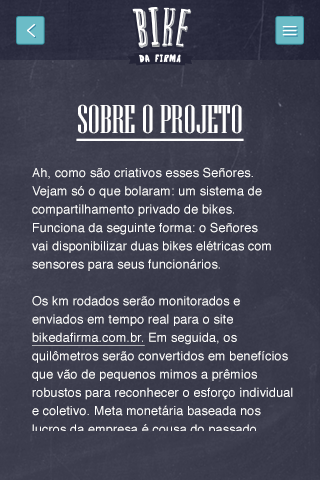 BIKE
DA FIRMA
SOBRE O PROJETO
Ah, como são criativos esses Señores.
Vejam só o que bolaram: um sistema de
compartilhamento privado de bikes.
Funciona da seguinte forma: o Señores
vai disponibilizar duas bikes elétricas com
sensores para seus funcionários.
Os km rodados serão monitorados e
enviados em tempo real para o site
bikedafirma.com.br. Em seguida, os
quilômetros serão convertidos em benefícios
que vão de pequenos mimos a prêmios
robustos para reconhecer o esforço individual
e coletivo. Meta monetária baseada nos
lucros da empresa é cousa do passado